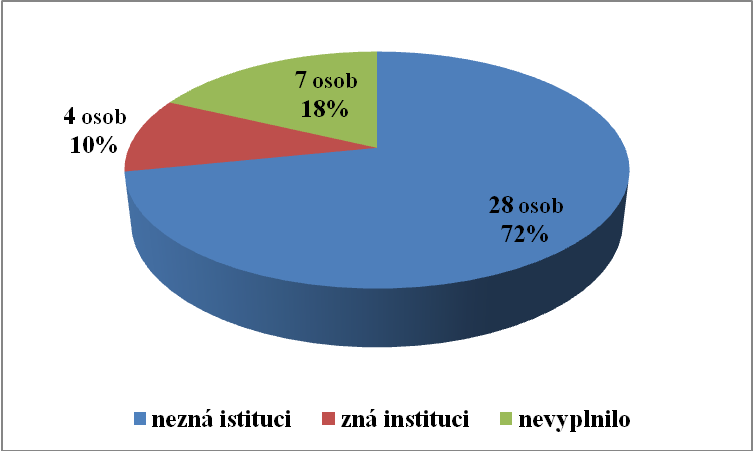 7 osob
18%
4 osob
10%
28 osob
72%
nezná istituci
zná instituci
nevyplnilo